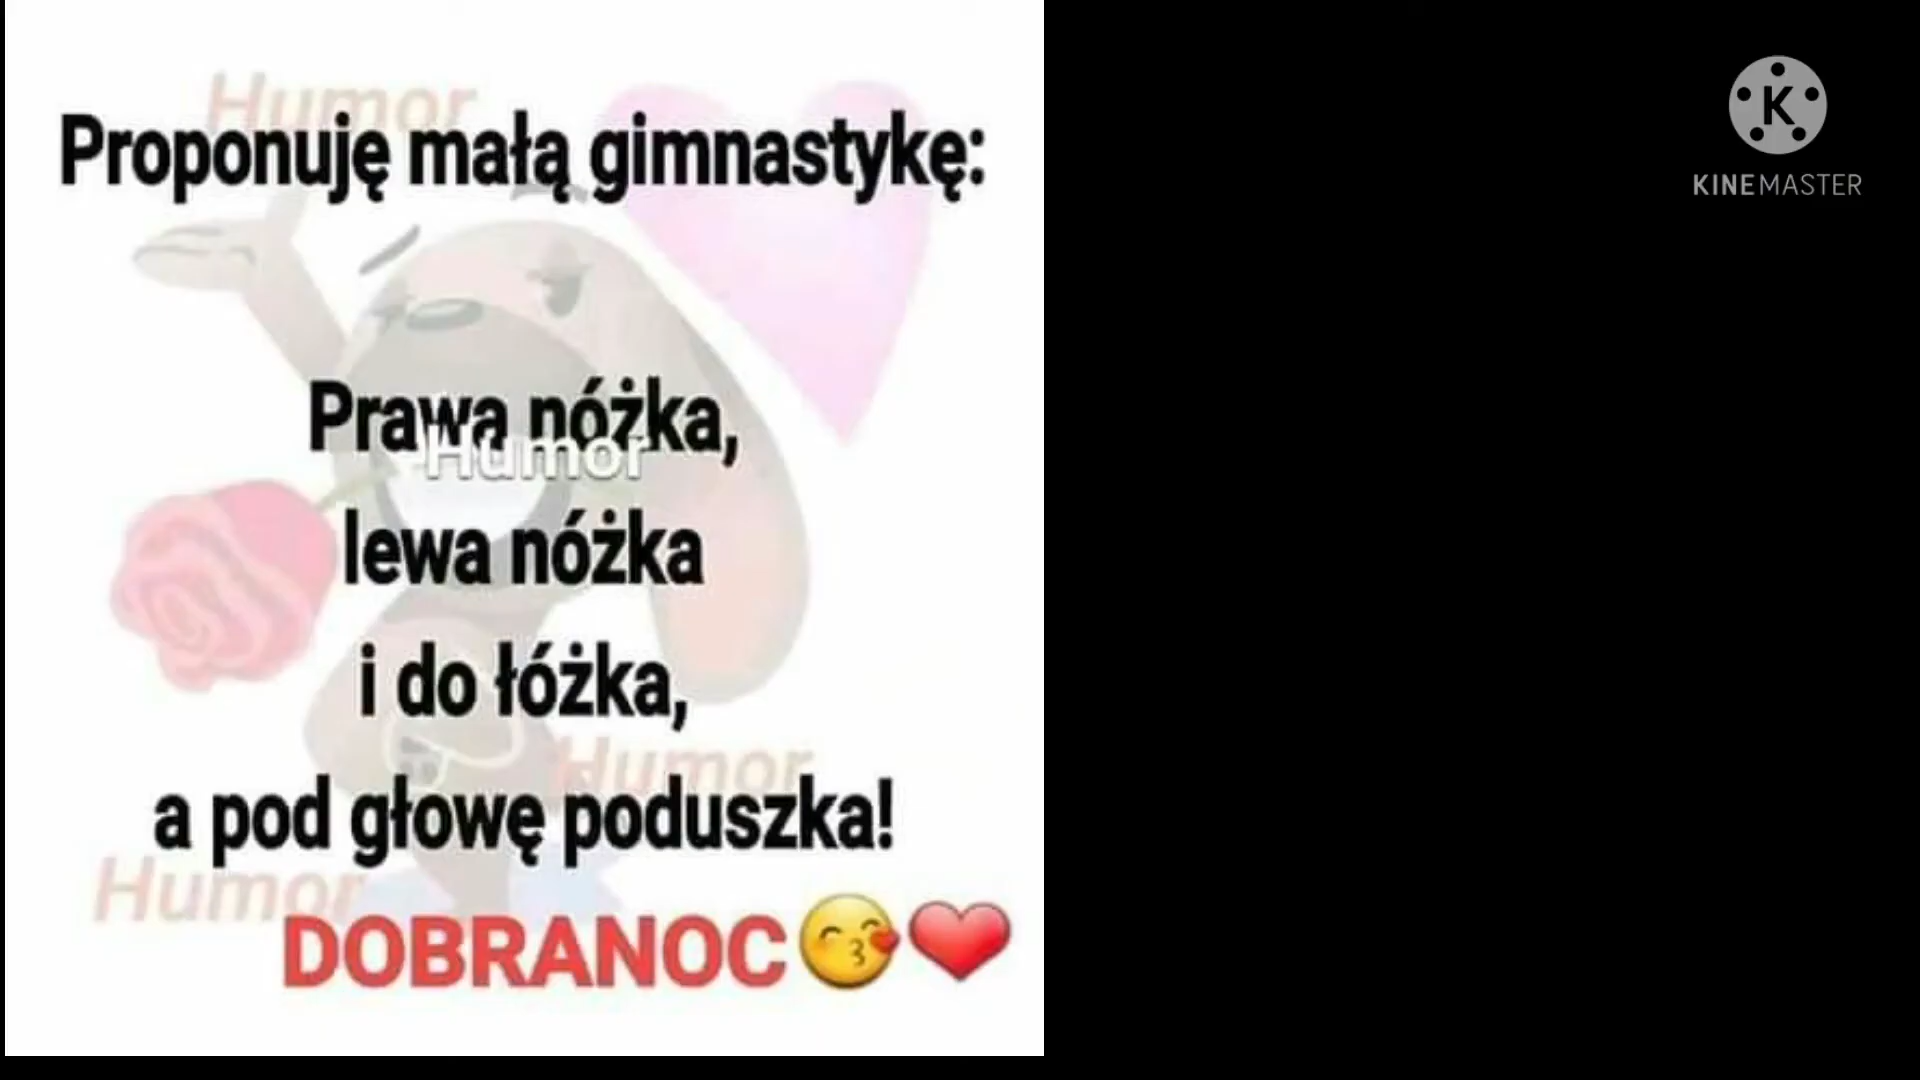 Humor
Proponuję małą gimnastykę:
Prawa nóżka,
Humor
lewa nóżka
i do łóżka,
Humor
a pod głowę poduszka!
Humor
DOBRANOC😙❤️
K
KINEMASTER